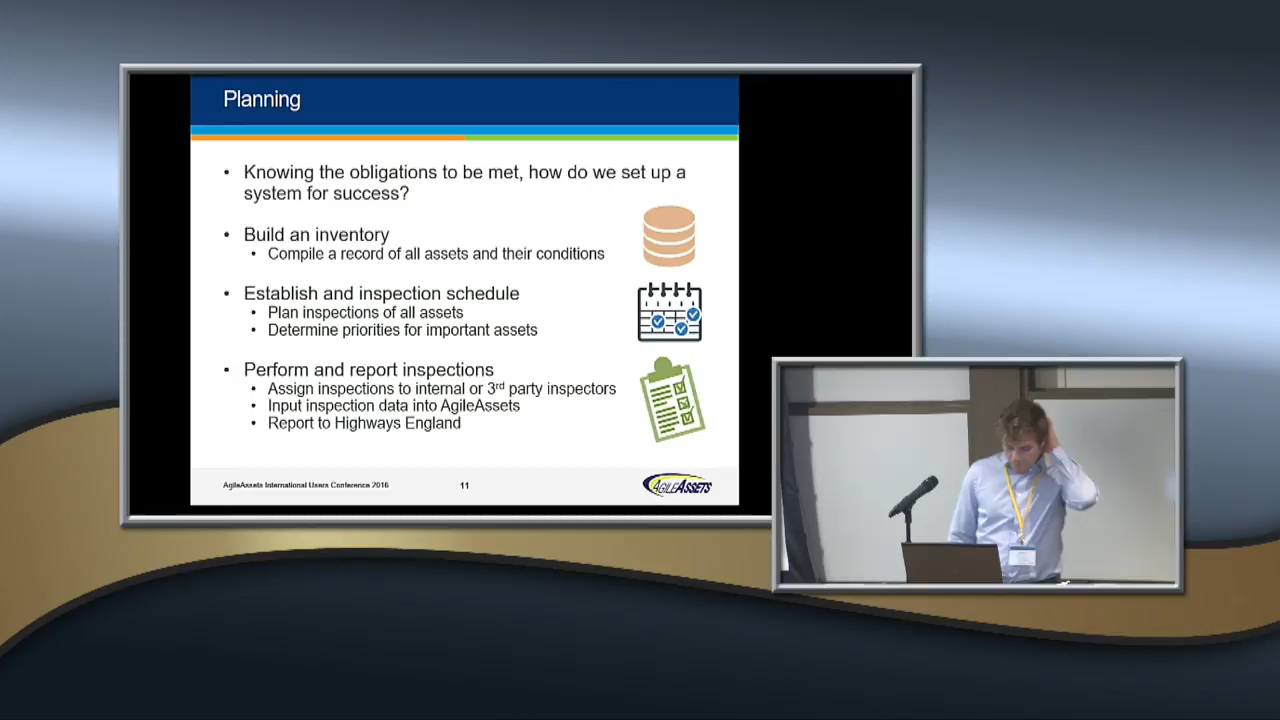 Planning
• Knowing the obligations to be met, how do we set up a
system for success?
• Build an inventory
• Compile a record of all assets and their conditions
• Establish and inspection schedule
• Plan inspections of all assets
• Determine priorities for important assets
• Perform and report inspections
• Assign inspections to internal or 3rd party inspectors
• Input inspection data into AgileAssets
• Report to Highways England
AgileAssets International Users Conference 2016
11
AGILEASSETS